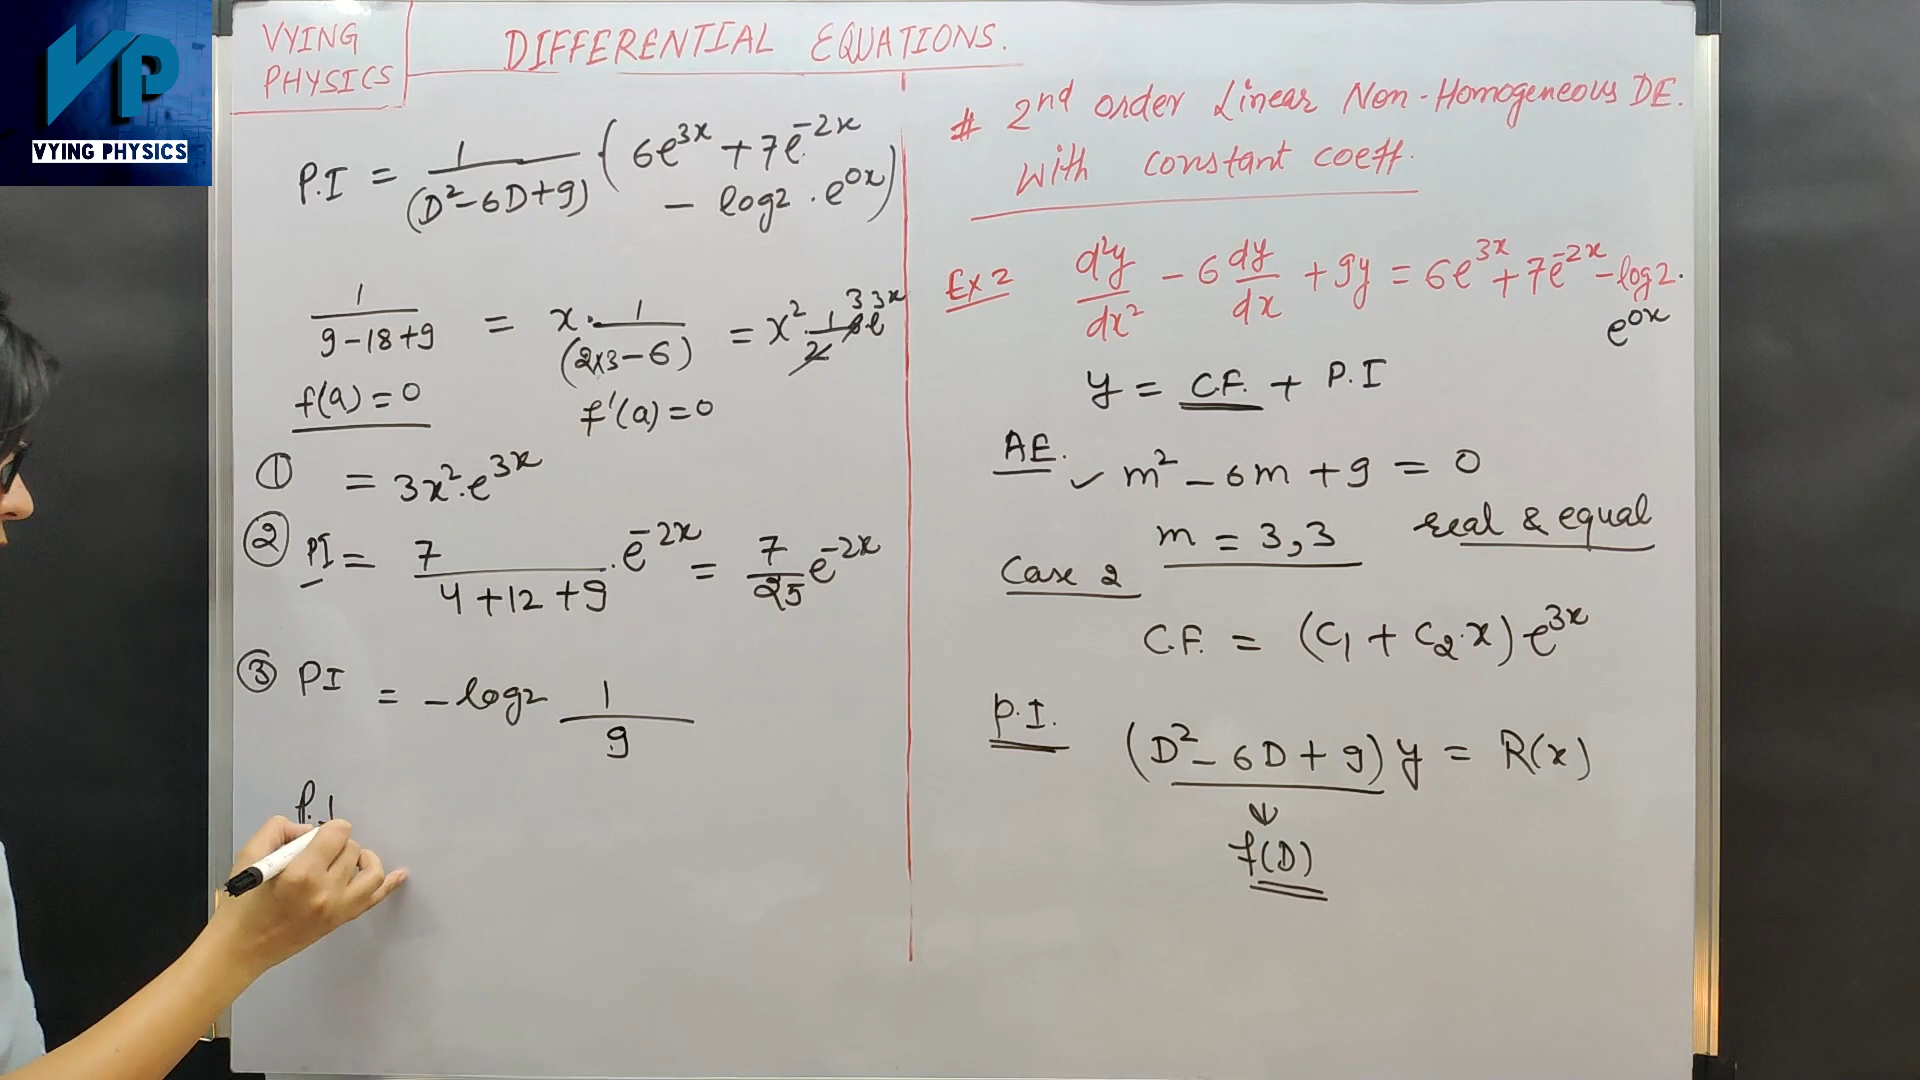 VYING PHYSICS
VYING
PHYSICS
DIFFERENTIAL EQUATIONS.
P.I = 1/(D²-6D+9) (6e^3x + 7e^-2x
- log2 . e^0x)
1/(9-18+9) = x. 1/(2x3-6) = x² . 1/2 6 3 e^3x
f(a) = 0
f'(a) = 0
① = 3x².e^3x
② PI = 7/(4+12+9) . e^-2x = 7/25 e^-2x
③ PI = -log2 1/9
P.I
# 2nd order Linear Non-Homogeneous DE.
With constant coeff.
Ex 2 d²y/dx² - 6 dy/dx + 9y = 6e^3x + 7e^-2x - log2.
e^0x
y = C.F. + P.I
A.E. ✓ m² - 6m + 9 = 0
m = 3,3 real & equal
Case 2
C.F. = (C₁ + C₂.x) e^3x
P.I. (D² - 6D + 9) y = R(x)
↓
f(D)